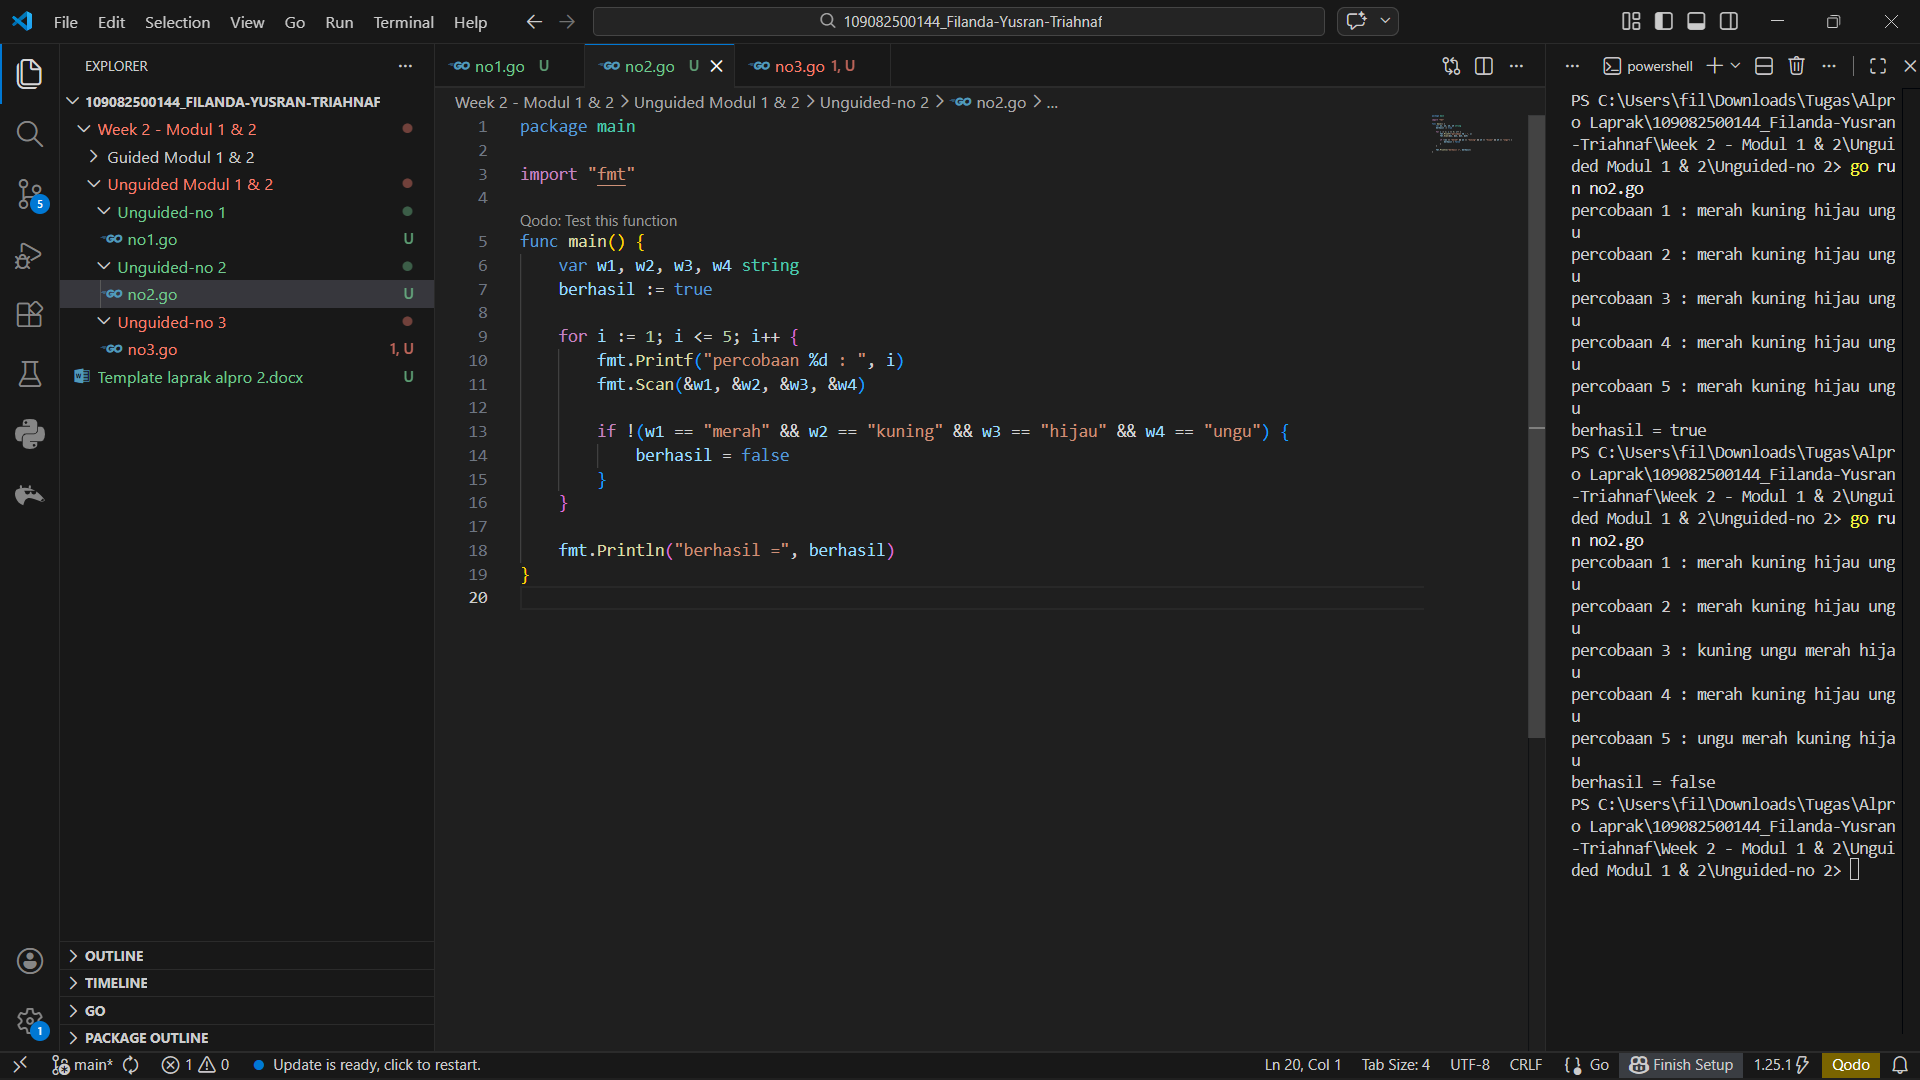 File Edit Selection View Go Run Terminal Help
109082500144_Filanda-Yusran-Triahnaf
EXPLORER
109082500144_FILANDA-YUSRAN-TRIAHNAF
Week 2 - Modul 1 & 2
Guided Modul 1 & 2
Unguided Modul 1 & 2
Unguided-no 1
no1.go U
Unguided-no 2
no2.go U
Unguided-no 3
no3.go 1, U
Template laprak alpro 2.docx U
OUTLINE
TIMELINE
GO
PACKAGE OUTLINE
5
1
no1.go U
no2.go U
no3.go 1, U
Week 2 - Modul 1 & 2 > Unguided Modul 1 & 2 > Unguided-no 2 > no2.go > ...
1 package main
2
3 import "fmt"
4
Qodo: Test this function
5 func main() {
6 var w1, w2, w3, w4 string
7 berhasil := true
8
9 for i := 1; i <= 5; i++ {
10 fmt.Printf("percobaan %d : ", i)
11 fmt.Scan(&w1, &w2, &w3, &w4)
12
13 if !(w1 == "merah" && w2 == "kuning" && w3 == "hijau" && w4 == "ungu") {
14 berhasil = false
15 }
16 }
17
18 fmt.Println("berhasil =", berhasil)
19 }
20
powershell
PS C:\Users\fil\Downloads\Tugas\Alpr
o Laprak\109082500144_Filanda-Yusran
-Triahnaf\Week 2 - Modul 1 & 2\Ungui
ded Modul 1 & 2\Unguided-no 2> go ru
n no2.go
percobaan 1 : merah kuning hijau ung
u
percobaan 2 : merah kuning hijau ung
u
percobaan 3 : merah kuning hijau ung
u
percobaan 4 : merah kuning hijau ung
u
percobaan 5 : merah kuning hijau ung
u
berhasil = true
PS C:\Users\fil\Downloads\Tugas\Alpr
o Laprak\109082500144_Filanda-Yusran
-Triahnaf\Week 2 - Modul 1 & 2\Ungui
ded Modul 1 & 2\Unguided-no 2> go ru
n no2.go
percobaan 1 : merah kuning hijau ung
u
percobaan 2 : merah kuning hijau ung
u
percobaan 3 : kuning ungu merah hija
u
percobaan 4 : merah kuning hijau ung
u
percobaan 5 : ungu merah kuning hija
u
berhasil = false
PS C:\Users\fil\Downloads\Tugas\Alpr
o Laprak\109082500144_Filanda-Yusran
-Triahnaf\Week 2 - Modul 1 & 2\Ungui
ded Modul 1 & 2\Unguided-no 2>
main* 1 0 Update is ready, click to restart. Ln 20, Col 1 Tab Size: 4 UTF-8 CRLF { } Go Finish Setup 1.25.1 Qodo